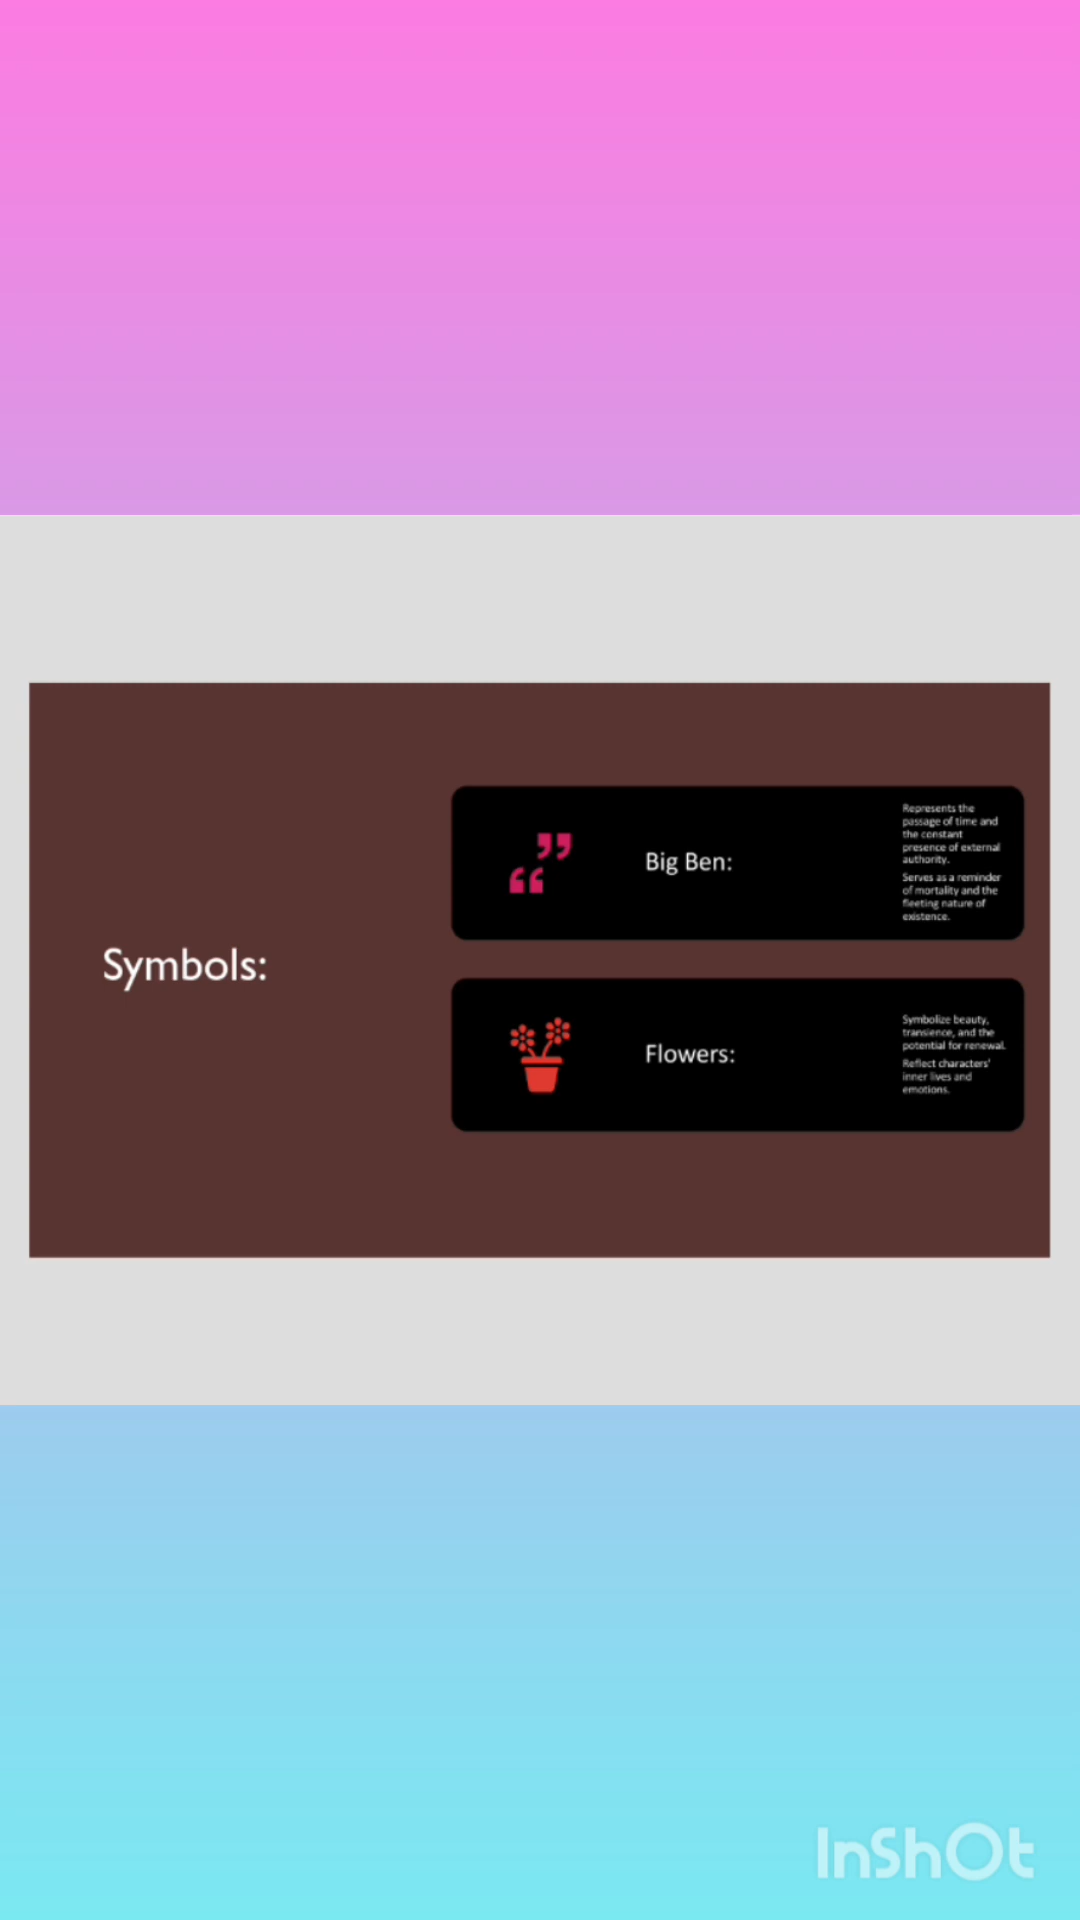 Symbols:
Big Ben:
Represents the
passage of time and
the constant
presence of external
authority.
Serves as a reminder
of mortality and the
fleeting nature of
existence.
Flowers:
Symbolize beauty,
transience, and the
potential for renewal.
Reflect characters'
inner lives and
emotions.
InShOt